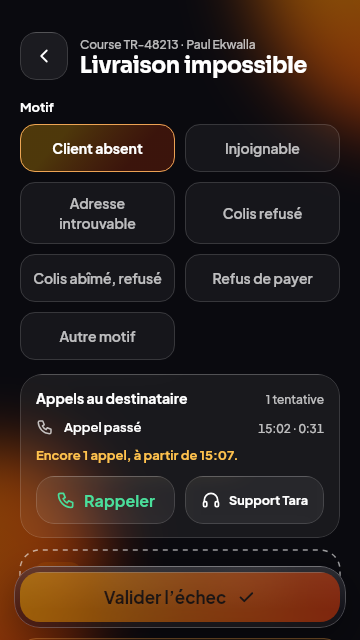 Course TR-48213 · Paul Ekwalla
Livraison impossible
Motif
Client absent
Injoignable
Adresse
introuvable
Colis refusé
Colis abîmé, refusé
Refus de payer
Autre motif
Appels au destinataire
1 tentative
Appel passé
15:02 · 0:31
Encore 1 appel, à partir de 15:07.
Rappeler
Support Tara
Valider l’échec